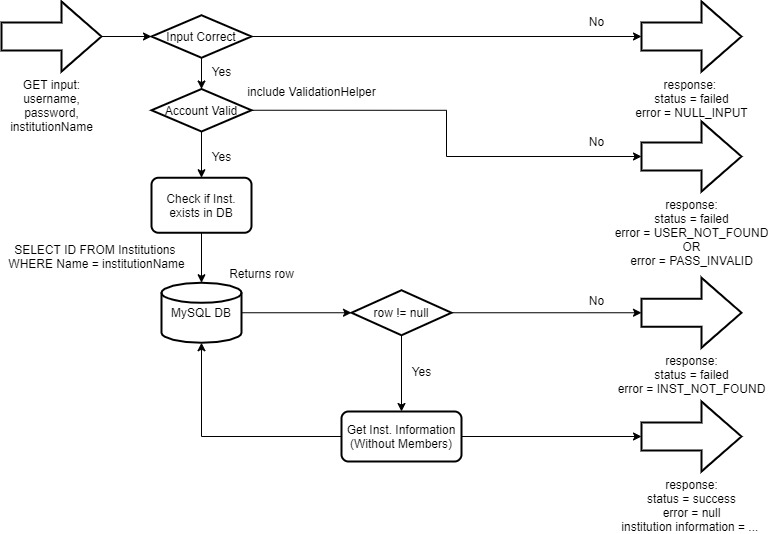 Input Correct
No
Yes
GET input:
username,
password,
institutionName
response:
status = failed
error = NULL_INPUT
include ValidationHelper
Account Valid
No
Yes
Check if Inst.
exists in DB
response:
status = failed
error = USER_NOT_FOUND
OR
error = PASS_INVALID
SELECT ID FROM Institutions
WHERE Name = institutionName
Returns row
MySQL DB
row != null
No
Yes
response:
status = failed
error = INST_NOT_FOUND
Get Inst. Information
(Without Members)
response:
status = success
error = null
institution information = ...